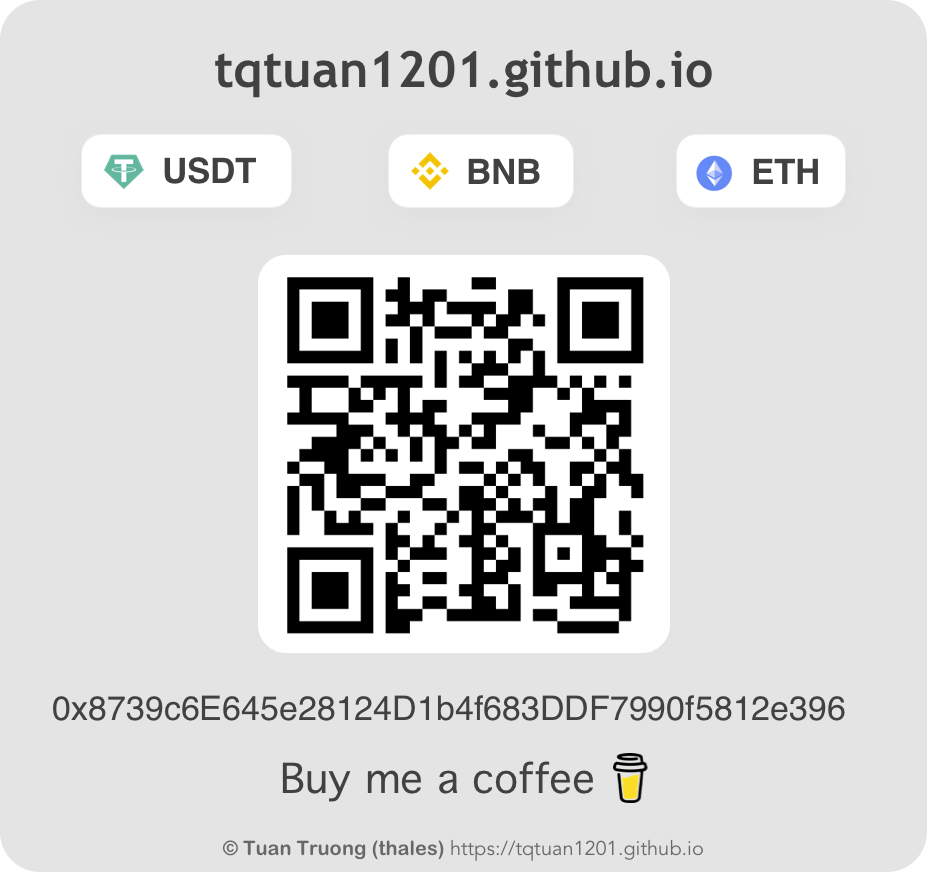 tqtuan1201.github.io
USDT BNB ETH
0x8739c6E645e28124D1b4f683DDF7990f5812e396
Buy me a coffee
© Tuan Truong (thales) https://tqtuan1201.github.io